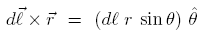 $d\vec{\ell} \times \vec{r} \ = \ (d\ell \ r \ \sin\theta) \ \hat{\theta}$